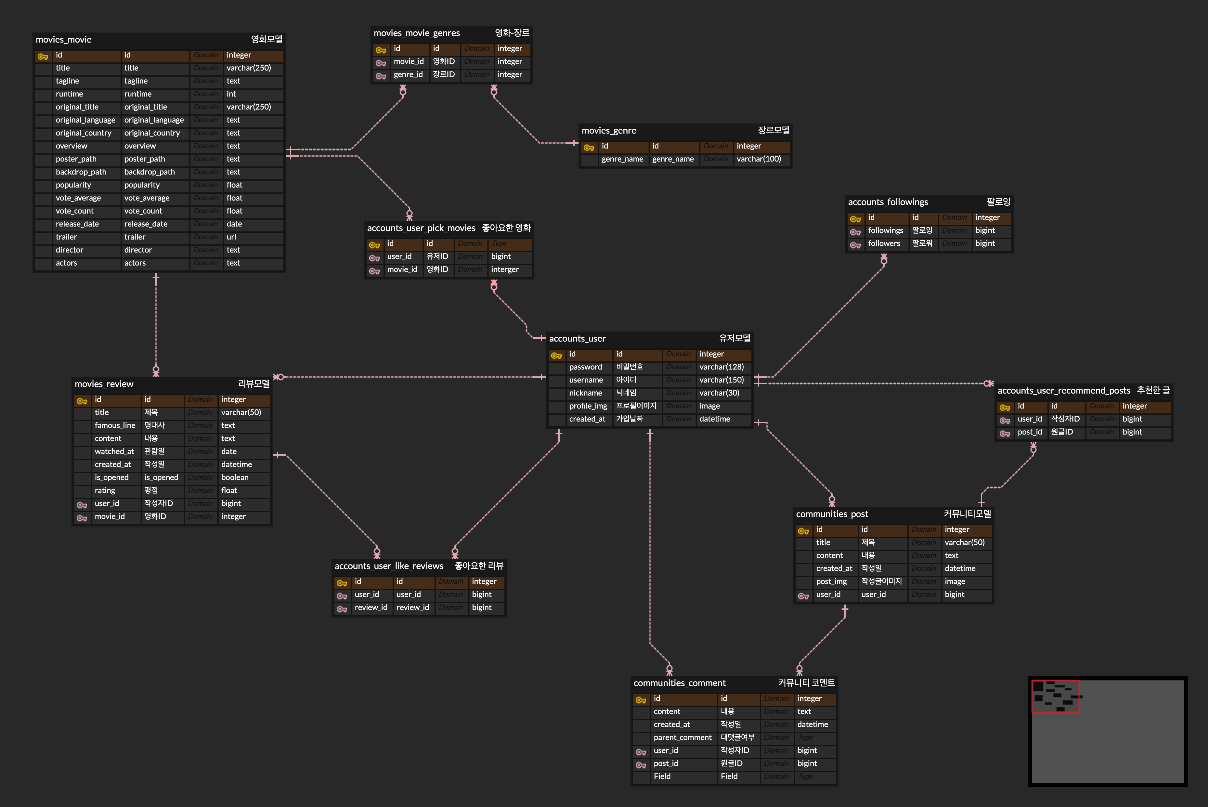 movies_movie 영화모델
id id Domain integer
title title Domain varchar(250)
tagline tagline Domain text
runtime runtime Domain int
original_title original_title Domain varchar(250)
original_language original_language Domain text
original_country original_country Domain text
overview overview Domain text
poster_path poster_path Domain text
backdrop_path backdrop_path Domain text
popularity popularity Domain float
vote_average vote_average Domain float
vote_count vote_count Domain float
release_date release_date Domain date
trailer trailer Domain url
director director Domain text
actors actors Domain text
movies_movie_genres 영화-장르
id id Domain integer
movie_id 영화ID Domain integer
genre_id 장르ID Domain integer
movies_genre 장르모델
id id Domain integer
genre_name genre_name Domain varchar(100)
accounts_followings 팔로잉
id id Domain integer
followings 팔로잉 Domain bigint
followers 팔로워 Domain bigint
accounts_user_pick_movies 좋아요한 영화
id id Domain Type
user_id 유저ID Domain bigint
movie_id 영화ID Domain interger
accounts_user 유저모델
id id Domain integer
password 비밀번호 Domain varchar(128)
username 아이디 Domain varchar(150)
nickname 닉네임 Domain varchar(30)
profile_img 프로필이미지 Domain image
created_at 가입날짜 Domain datetime
movies_review 리뷰모델
id id Domain integer
title 제목 Domain varchar(50)
famous_line 명대사 Domain text
content 내용 Domain text
watched_at 관람일 Domain date
created_at 작성일 Domain datetime
is_opened is_opened Domain boolean
rating 평점 Domain float
user_id 작성자ID Domain bigint
movie_id 영화ID Domain integer
accounts_user_recommend_posts 추천한 글
id id Domain integer
user_id 작성자ID Domain bigint
post_id 원글ID Domain bigint
communities_post 커뮤니티모델
id id Domain integer
title 제목 Domain varchar(50)
content 내용 Domain text
created_at 작성일 Domain datetime
post_img 작성글이미지 Domain image
user_id user_id Domain bigint
accounts_user_like_reviews 좋아요한 리뷰
id id Domain integer
user_id user_id Domain bigint
review_id review_id Domain bigint
communities_comment 커뮤니티 코멘트
id id Domain integer
content 내용 Domain text
created_at 작성일 Domain datetime
parent_comment 대댓글여부 Domain Type
user_id 작성자ID Domain bigint
post_id 원글ID Domain bigint
Field Field Domain Type